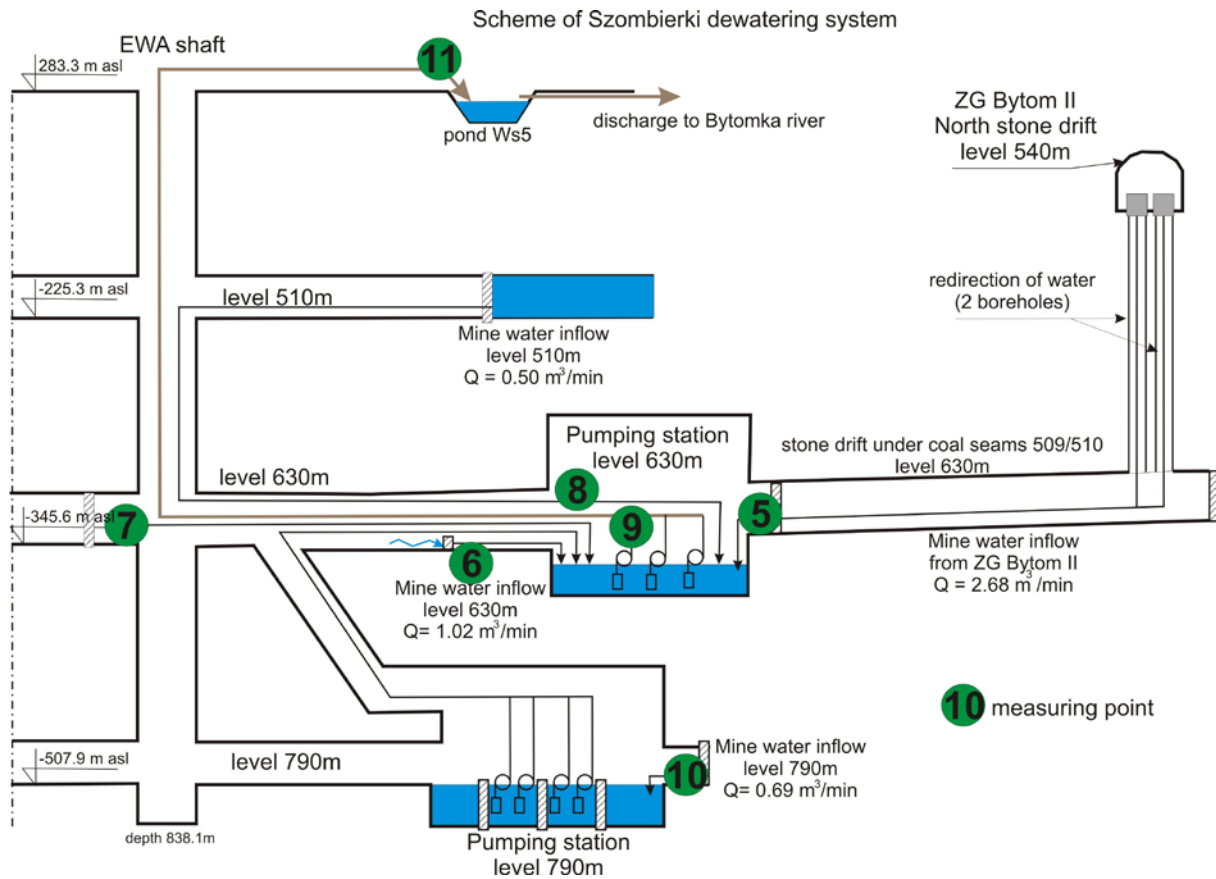 Scheme of Szombierki dewatering system
EWA shaft
283.3 m asl
11
pond Ws5
discharge to Bytomka river
ZG Bytom II
North stone drift
level 540m
-225.3 m asl
level 510m
Mine water inflow
level 510m
Q = 0.50 m³/min
redirection of water
(2 boreholes)
Pumping station
level 630m
stone drift under coal seams 509/510
level 630m
level 630m
8
-345.6 m asl
7
9
5
6
Mine water inflow
level 630m
Q= 1.02 m³/min
Mine water inflow
from ZG Bytom II
Q = 2.68 m³/min
10 measuring point
-507.9 m asl
level 790m
10
Mine water inflow
level 790m
Q= 0.69 m³/min
depth 838.1m
Pumping station
level 790m